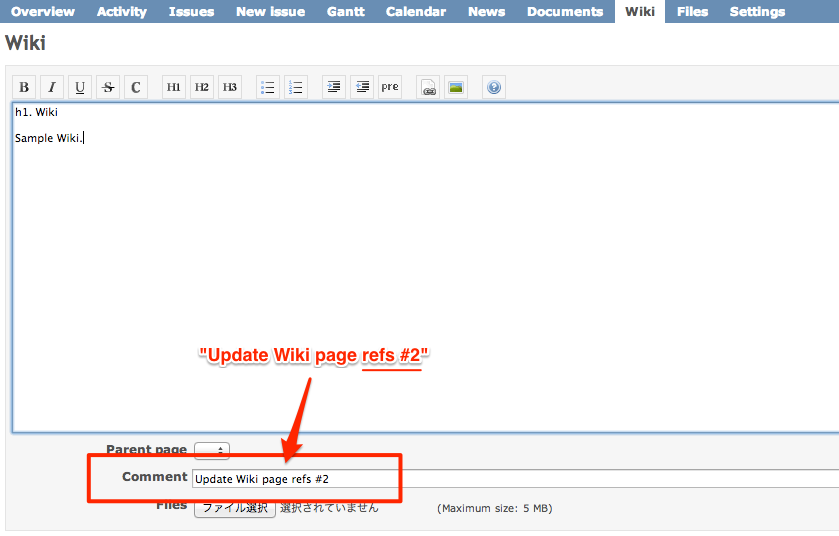 Overview Activity Issues New issue Gantt Calendar News Documents Wiki Files Settings
Wiki
B I U S C H1 H2 H3 pre ?
h1. Wiki
Sample Wiki.
"Update Wiki page refs #2"
Parent page
Comment Update Wiki page refs #2
Files ファイル選択 選択されていません (Maximum size: 5 MB)